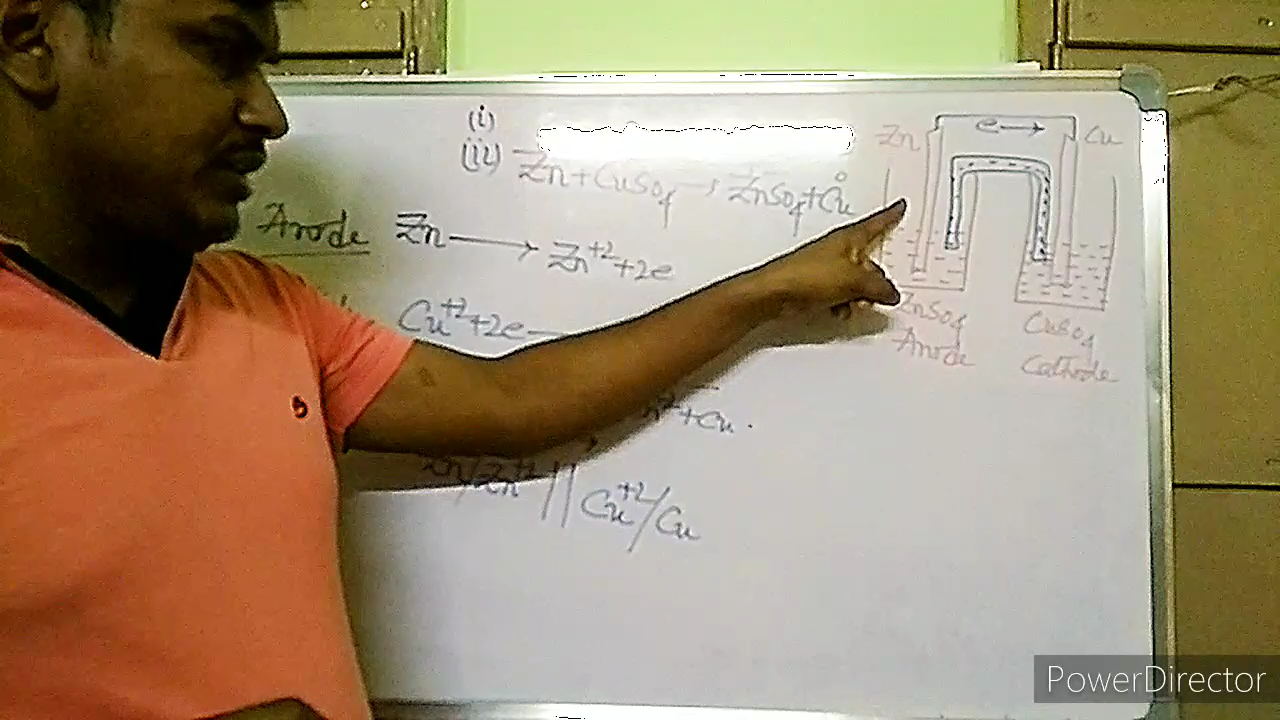 (i)
(ii) Zn + CuSO4 → ZnSO4 + Cu
Anode Zn → Zn+2 + 2e
Cu+2 + 2e
+ Cu.
Zn/Zn+2 || Cu+2/Cu
e →
Zn Cu
ZnSO4 CuSO4
Anode Cathode
PowerDirector